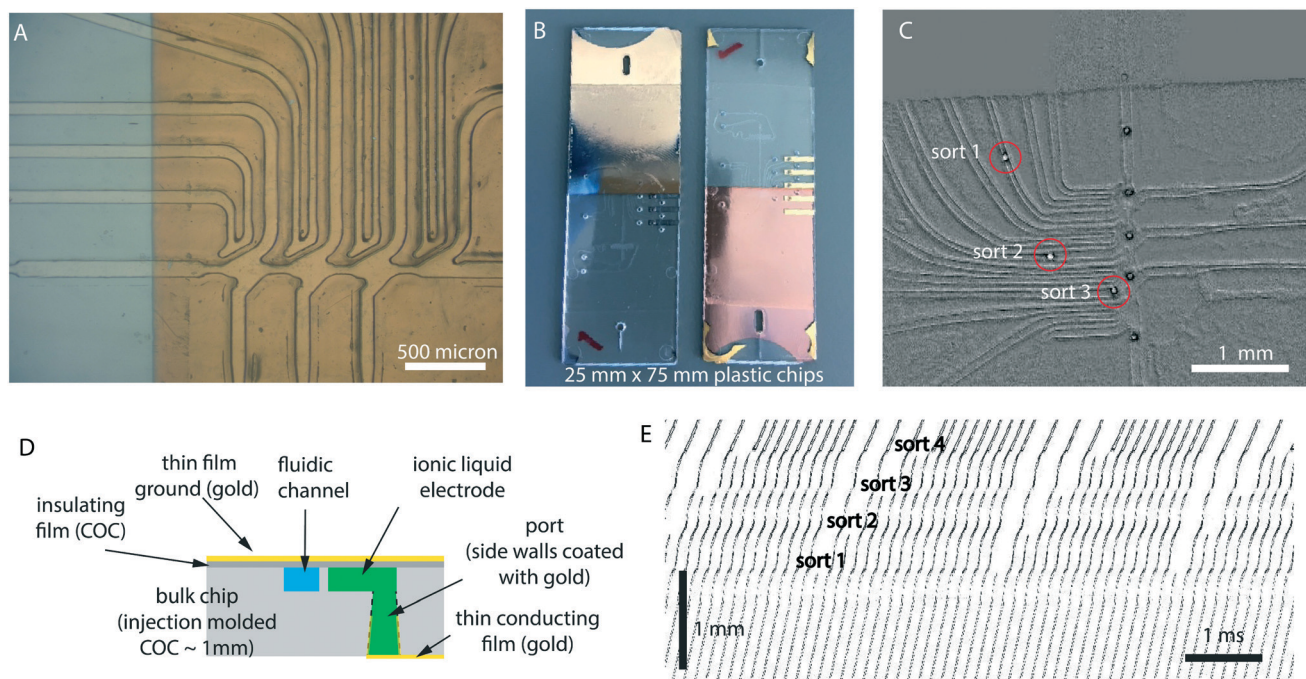 A
500 micron
B
25 mm x 75 mm plastic chips
C
sort 1
sort 2
sort 3
1 mm
D
thin film
ground (gold)
fluidic
channel
ionic liquid
electrode
insulating
film (COC)
port
(side walls coated
with gold)
bulk chip
(injection molded
COC ~ 1mm)
thin conducting
film (gold)
E
sort 4
sort 3
sort 2
sort 1
1 mm
1 ms